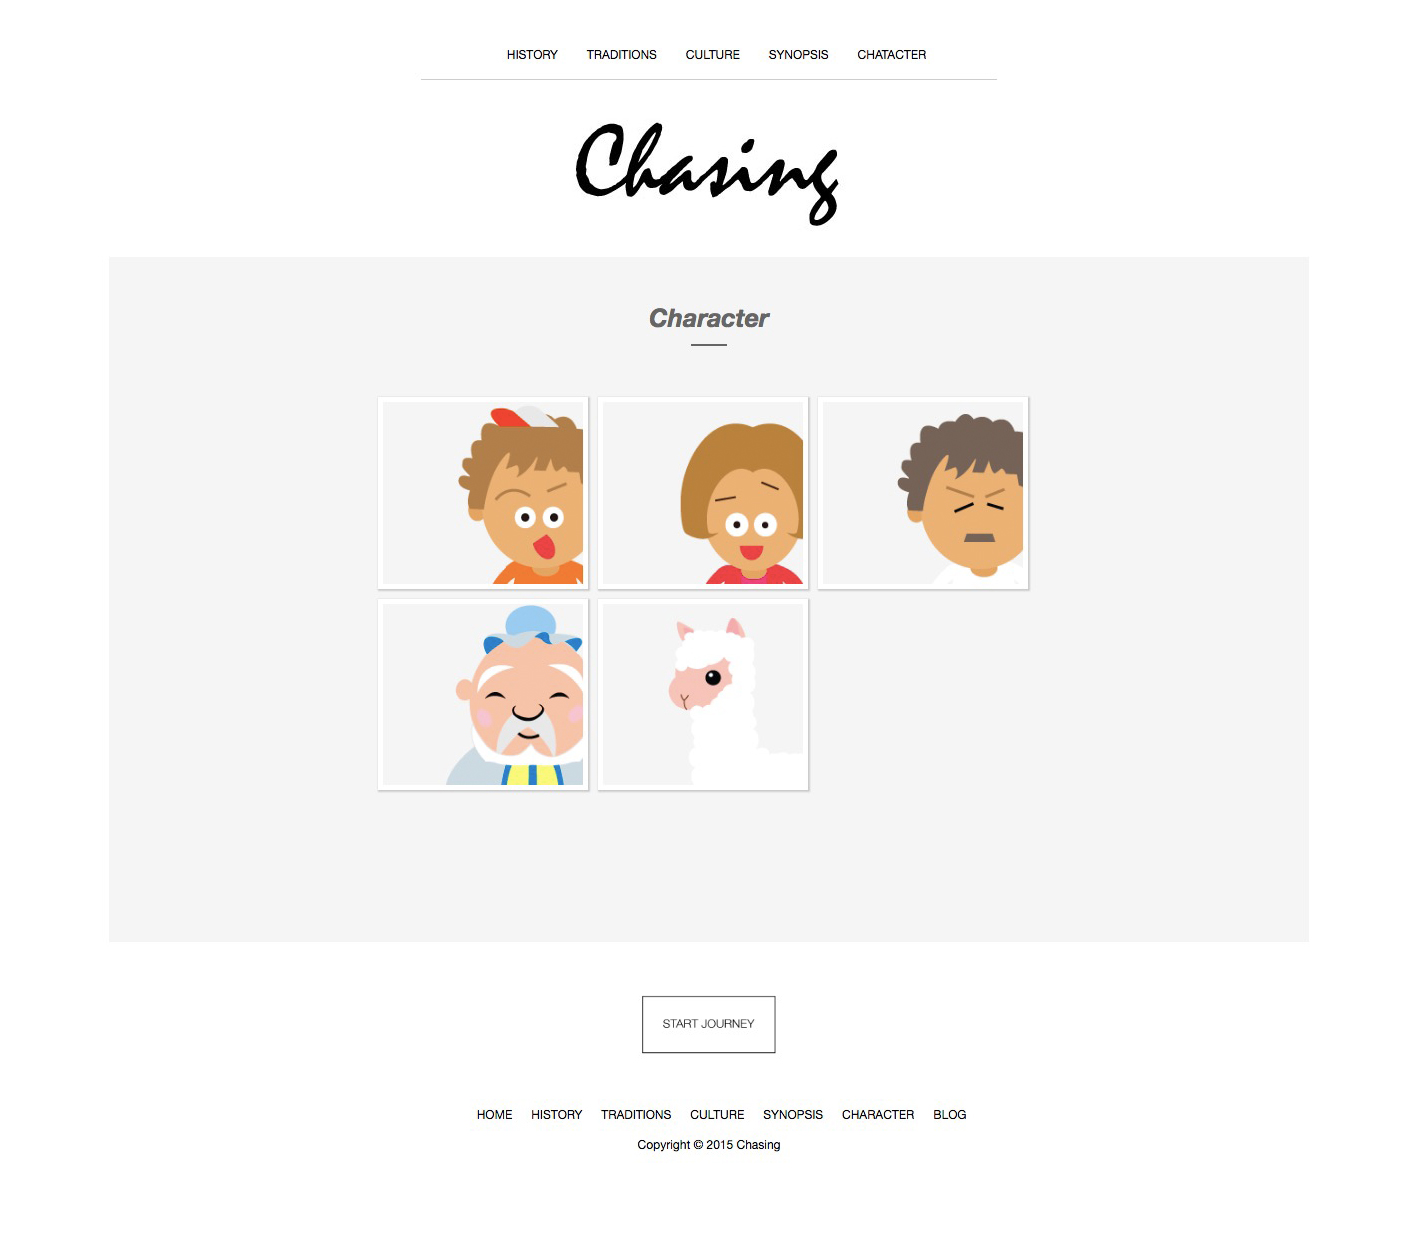 HISTORY TRADITIONS CULTURE SYNOPSIS CHATACTER
Chasing
Character
START JOURNEY
HOME HISTORY TRADITIONS CULTURE SYNOPSIS CHARACTER BLOG
Copyright © 2015 Chasing